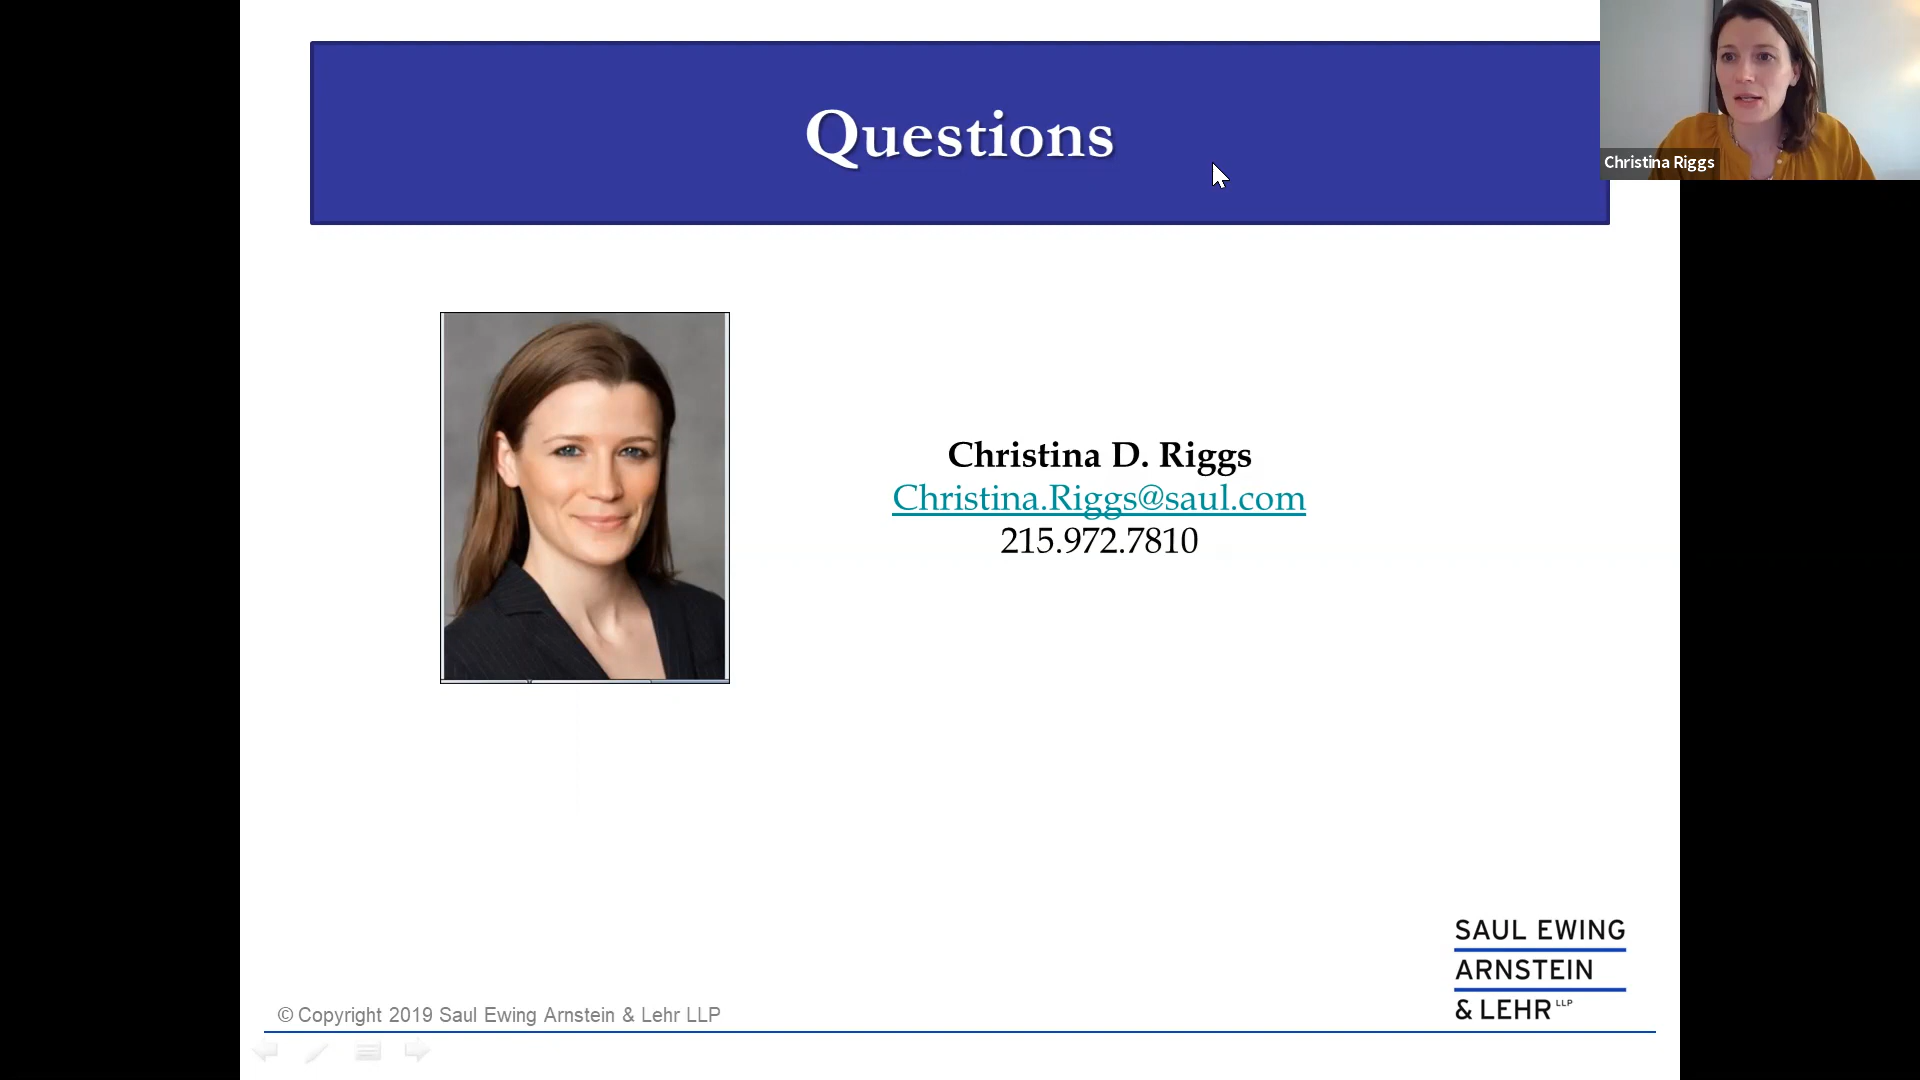 Questions
Christina Riggs
Christina D. Riggs
Christina.Riggs@saul.com
215.972.7810
SAUL EWING
ARNSTEIN
& LEHR LLP
© Copyright 2019 Saul Ewing Arnstein & Lehr LLP